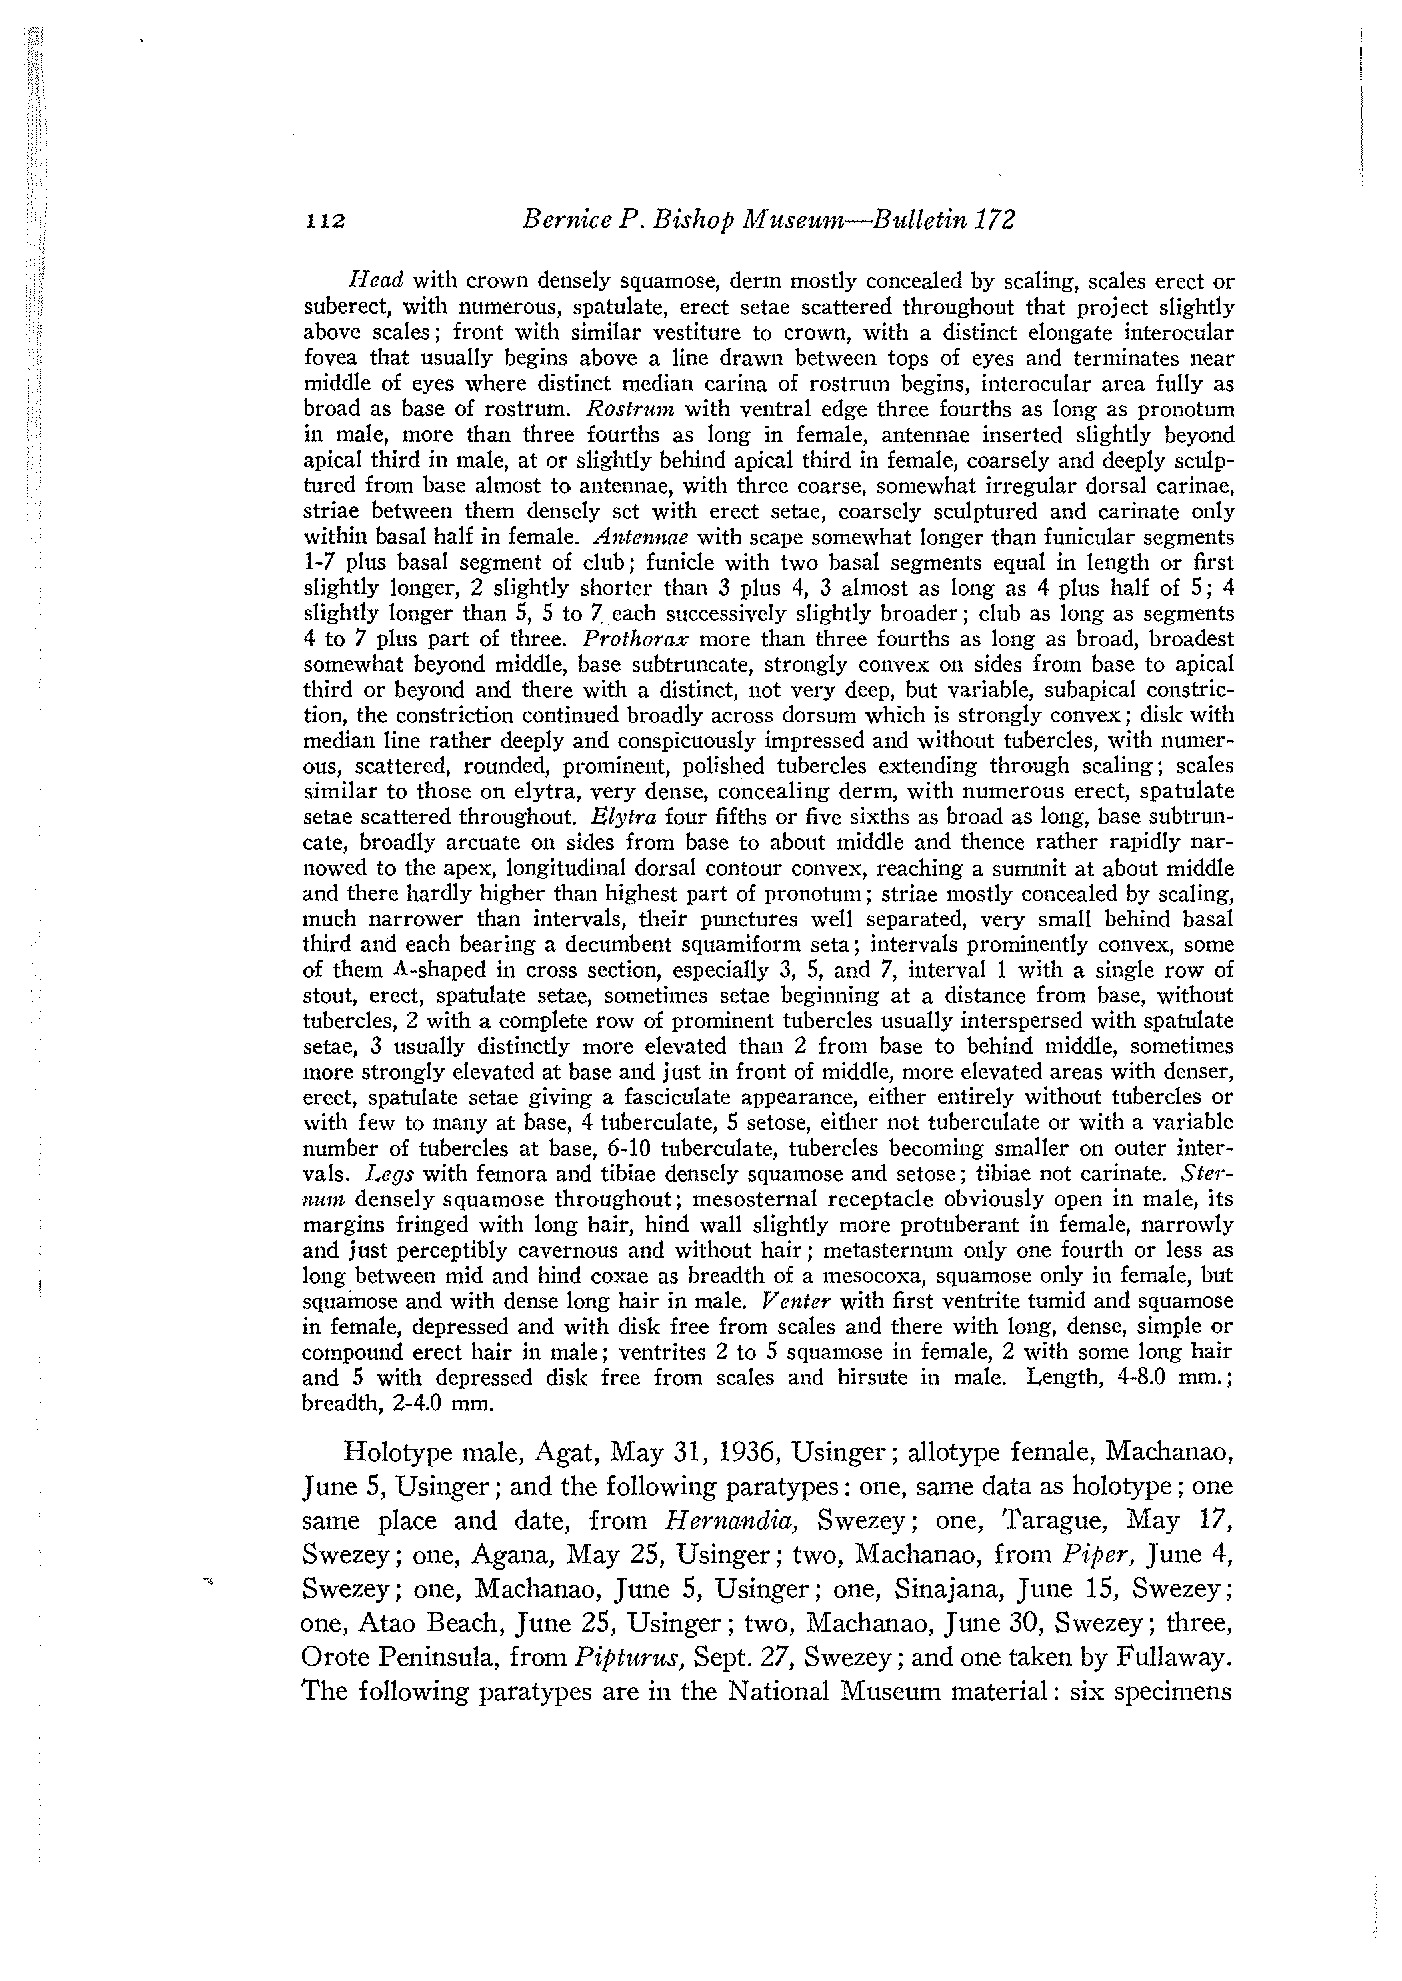 112 Bernice P. Bishop Museum—Bulletin 172
Head with crown densely squamose, derm mostly concealed by scaling, scales erect or
suberect, with numerous, spatulate, erect setae scattered throughout that project slightly
above scales; front with similar vestiture to crown, with a distinct elongate interocular
fovea that usually begins above a line drawn between tops of eyes and terminates near
middle of eyes where distinct median carina of rostrum begins, interocular area fully as
broad as base of rostrum. Rostrum with ventral edge three fourths as long as pronotum
in male, more than three fourths as long in female, antennae inserted slightly beyond
apical third in male, at or slightly behind apical third in female, coarsely and deeply sculp-
tured from base almost to antennae, with three coarse, somewhat irregular dorsal carinae,
striae between them densely set with erect setae, coarsely sculptured and carinate only
within basal half in female. Antennae with scape somewhat longer than funicular segments
1-7 plus basal segment of club; funicle with two basal segments equal in length or first
slightly longer, 2 slightly shorter than 3 plus 4, 3 almost as long as 4 plus half of 5; 4
slightly longer than 5, 5 to 7 each successively slightly broader; club as long as segments
4 to 7 plus part of three. Prothorax more than three fourths as long as broad, broadest
somewhat beyond middle, base subtruncate, strongly convex on sides from base to apical
third or beyond and there with a distinct, not very deep, but variable, subapical constric-
tion, the constriction continued broadly across dorsum which is strongly convex; disk with
median line rather deeply and conspicuously impressed and without tubercles, with numer-
ous, scattered, rounded, prominent, polished tubercles extending through scaling; scales
similar to those on elytra, very dense, concealing derm, with numerous erect, spatulate
setae scattered throughout. Elytra four fifths or five sixths as broad as long, base subtrun-
cate, broadly arcuate on sides from base to about middle and thence rather rapidly nar-
nowed to the apex, longitudinal dorsal contour convex, reaching a summit at about middle
and there hardly higher than highest part of pronotum; striae mostly concealed by scaling,
much narrower than intervals, their punctures well separated, very small behind basal
third and each bearing a decumbent squamiform seta; intervals prominently convex, some
of them Λ-shaped in cross section, especially 3, 5, and 7, interval 1 with a single row of
stout, erect, spatulate setae, sometimes setae beginning at a distance from base, without
tubercles, 2 with a complete row of prominent tubercles usually interspersed with spatulate
setae, 3 usually distinctly more elevated than 2 from base to behind middle, sometimes
more strongly elevated at base and just in front of middle, more elevated areas with denser,
erect, spatulate setae giving a fasciculate appearance, either entirely without tubercles or
with few to many at base, 4 tuberculate, 5 setose, either not tuberculate or with a variable
number of tubercles at base, 6-10 tuberculate, tubercles becoming smaller on outer inter-
vals. Legs with femora and tibiae densely squamose and setose; tibiae not carinate. Ster-
num densely squamose throughout; mesosternal receptacle obviously open in male, its
margins fringed with long hair, hind wall slightly more protuberant in female, narrowly
and just perceptibly cavernous and without hair; metasternum only one fourth or less as
long between mid and hind coxae as breadth of a mesocoxa, squamose only in female, but
squamose and with dense long hair in male. Venter with first ventrite tumid and squamose
in female, depressed and with disk free from scales and there with long, dense, simple or
compound erect hair in male; ventrites 2 to 5 squamose in female, 2 with some long hair
and 5 with depressed disk free from scales and hirsute in male. Length, 4-8.0 mm.;
breadth, 2-4.0 mm.
Holotype male, Agat, May 31, 1936, Usinger; allotype female, Machanao,
June 5, Usinger; and the following paratypes: one, same data as holotype; one
same place and date, from Hernandia, Swezey; one, Tarague, May 17,
Swezey; one, Agana, May 25, Usinger; two, Machanao, from Piper, June 4,
Swezey; one, Machanao, June 5, Usinger; one, Sinajana, June 15, Swezey;
one, Atao Beach, June 25, Usinger; two, Machanao, June 30, Swezey; three,
Orote Peninsula, from Pipturus, Sept. 27, Swezey; and one taken by Fullaway.
The following paratypes are in the National Museum material: six specimens